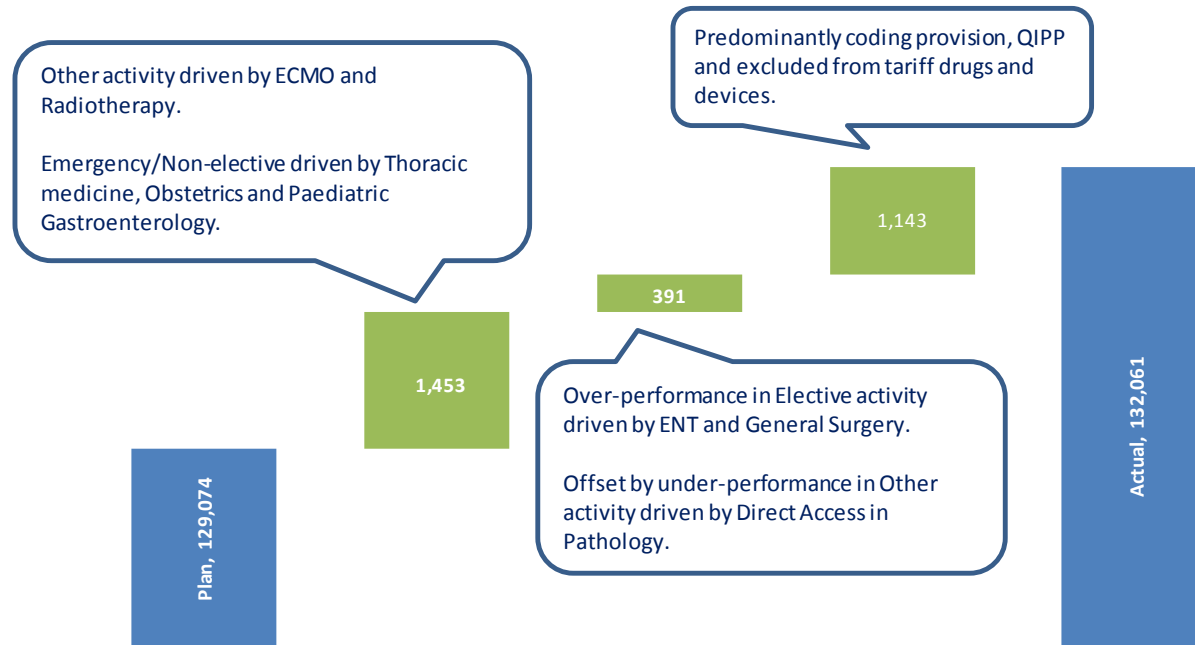 Predominantly coding provision, QIPP
and excluded from tariff drugs and
devices.
Other activity driven by ECMO and
Radiotherapy.
Emergency/Non-elective driven by Thoracic
medicine, Obstetrics and Paediatric
Gastroenterology.
1,143
391
1,453
Over-performance in Elective activity
driven by ENT and General Surgery.
Offset by under-performance in Other
activity driven by Direct Access in
Pathology.
Plan, 129,074
Actual, 132,061